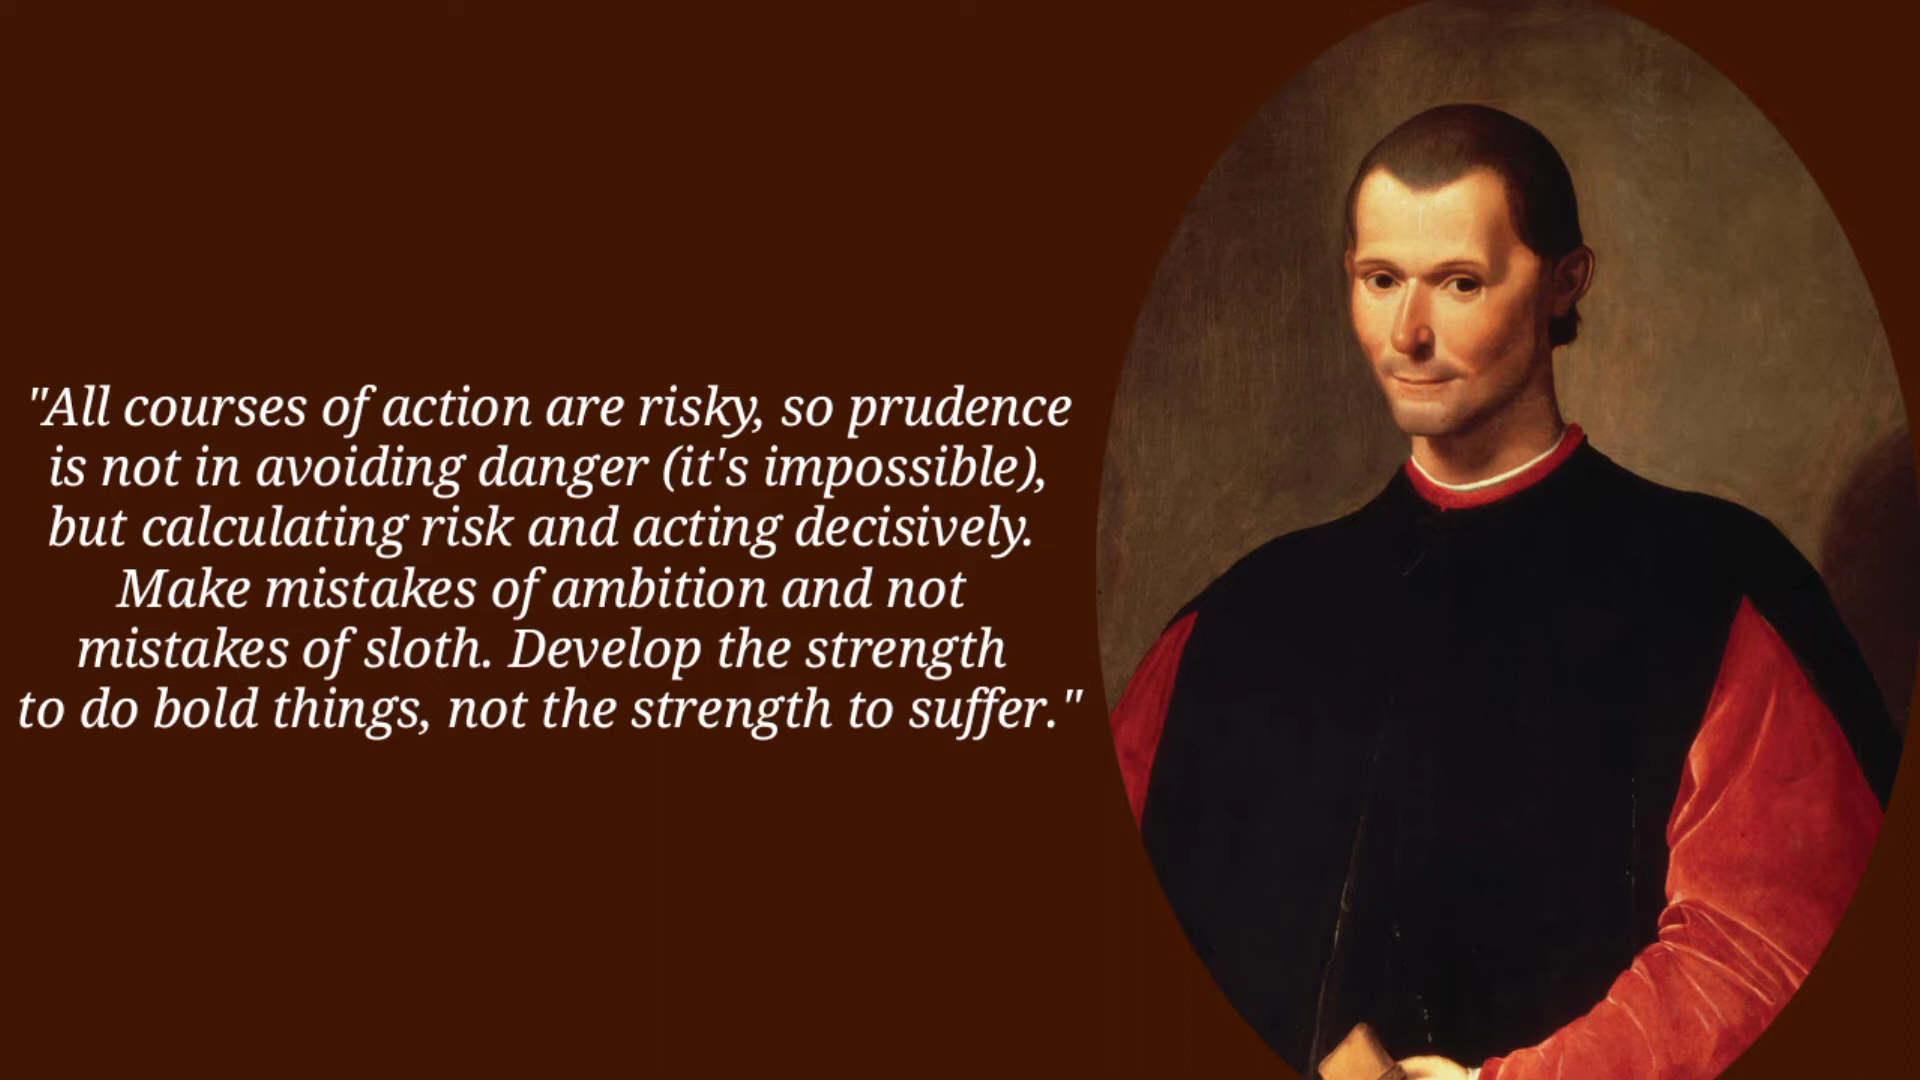 "All courses of action are risky, so prudence
is not in avoiding danger (it's impossible),
but calculating risk and acting decisively.
Make mistakes of ambition and not
mistakes of sloth. Develop the strength
to do bold things, not the strength to suffer."